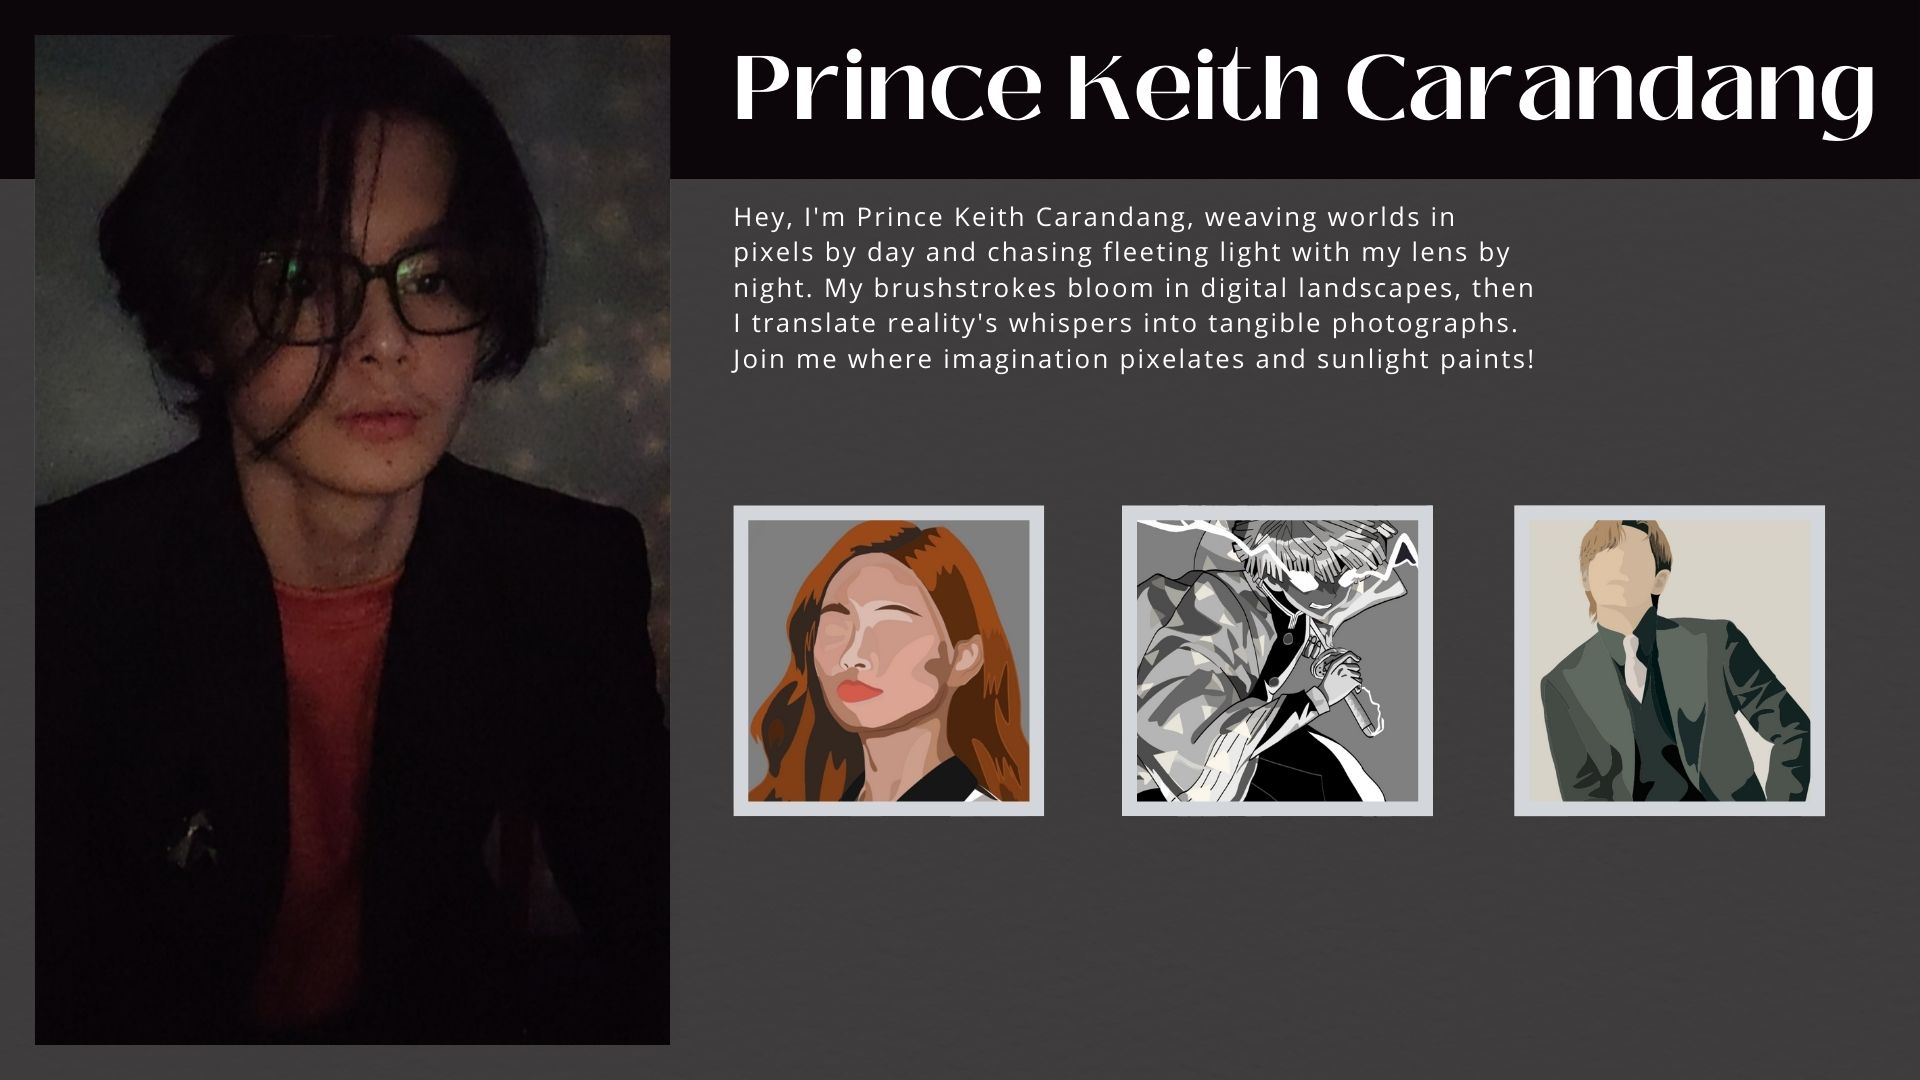 Prince Keith Carandang
Hey, I'm Prince Keith Carandang, weaving worlds in
pixels by day and chasing fleeting light with my lens by
night. My brushstrokes bloom in digital landscapes, then
I translate reality's whispers into tangible photographs.
Join me where imagination pixelates and sunlight paints!